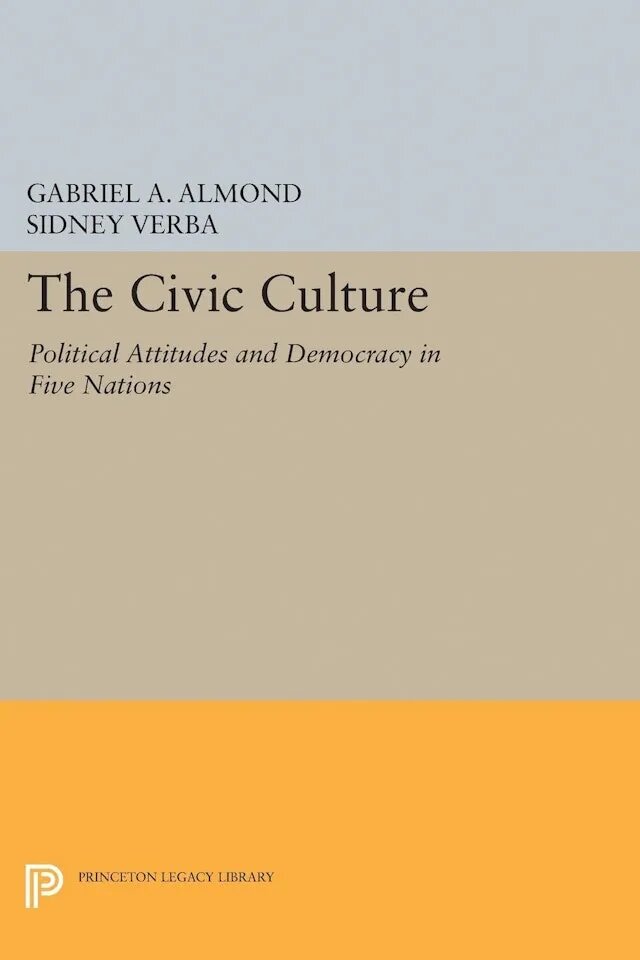 GABRIEL A. ALMOND
SIDNEY VERBA
The Civic Culture
Political Attitudes and Democracy in
Five Nations
PRINCETON LEGACY LIBRARY